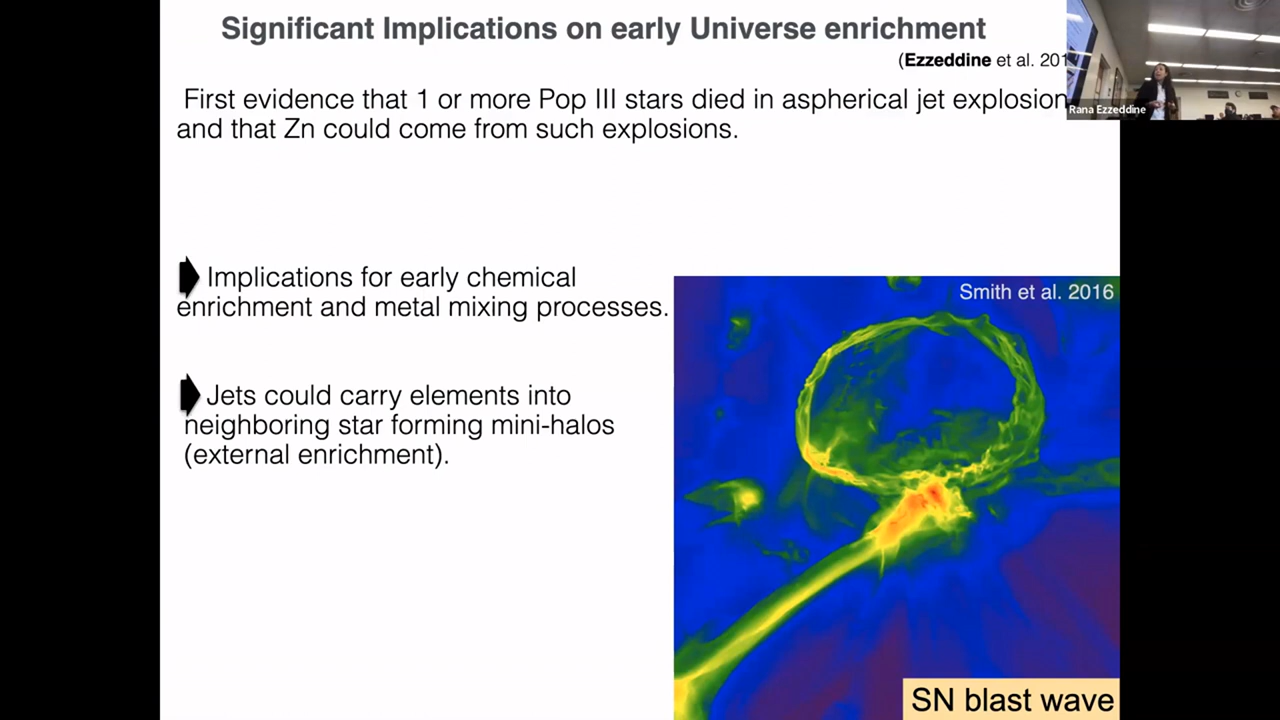 Significant Implications on early Universe enrichment
(Ezzeddine et al. 201
First evidence that 1 or more Pop III stars died in aspherical jet explosion
and that Zn could come from such explosions.
Rana Ezzeddine
Implications for early chemical
enrichment and metal mixing processes.
Jets could carry elements into
neighboring star forming mini-halos
(external enrichment).
Smith et al. 2016
SN blast wave